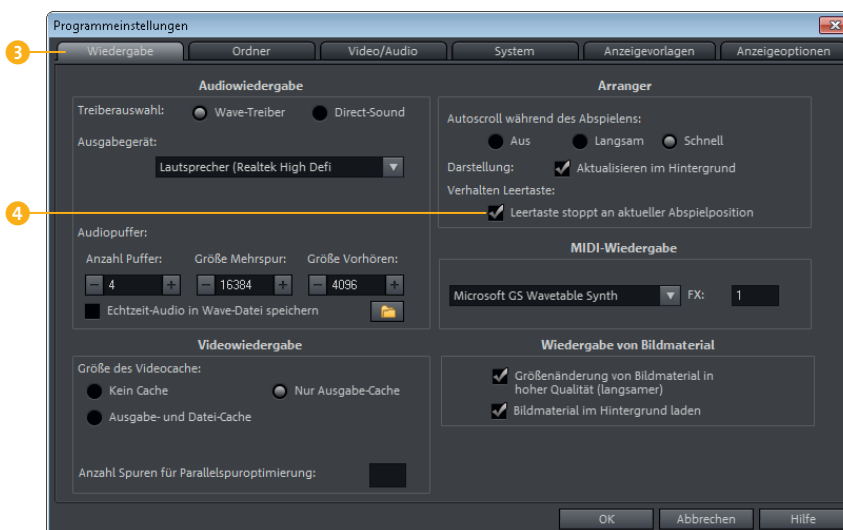 Programmeinstellungen
3
Wiedergabe Ordner Video/Audio System Anzeigevorlagen Anzeigeoptionen
Audiowiedergabe
Treiberauswahl: Wave-Treiber Direct-Sound
Ausgabegerät:
Lautsprecher (Realtek High Defi
Audiopuffer:
Anzahl Puffer: Größe Mehrspur: Größe Vorhören:
4 16384 4096
Echtzeit-Audio in Wave-Datei speichern
Videowiedergabe
Größe des Videocache:
Kein Cache Nur Ausgabe-Cache
Ausgabe- und Datei-Cache
Anzahl Spuren für Parallelspuroptimierung:
Arranger
Autoscroll während des Abspielens:
Aus Langsam Schnell
Darstellung: Aktualisieren im Hintergrund
Verhalten Leertaste:
4
Leertaste stoppt an aktueller Abspielposition
MIDI-Wiedergabe
Microsoft GS Wavetable Synth FX: 1
Wiedergabe von Bildmaterial
Größenänderung von Bildmaterial in
hoher Qualität (langsamer)
Bildmaterial im Hintergrund laden
OK Abbrechen Hilfe